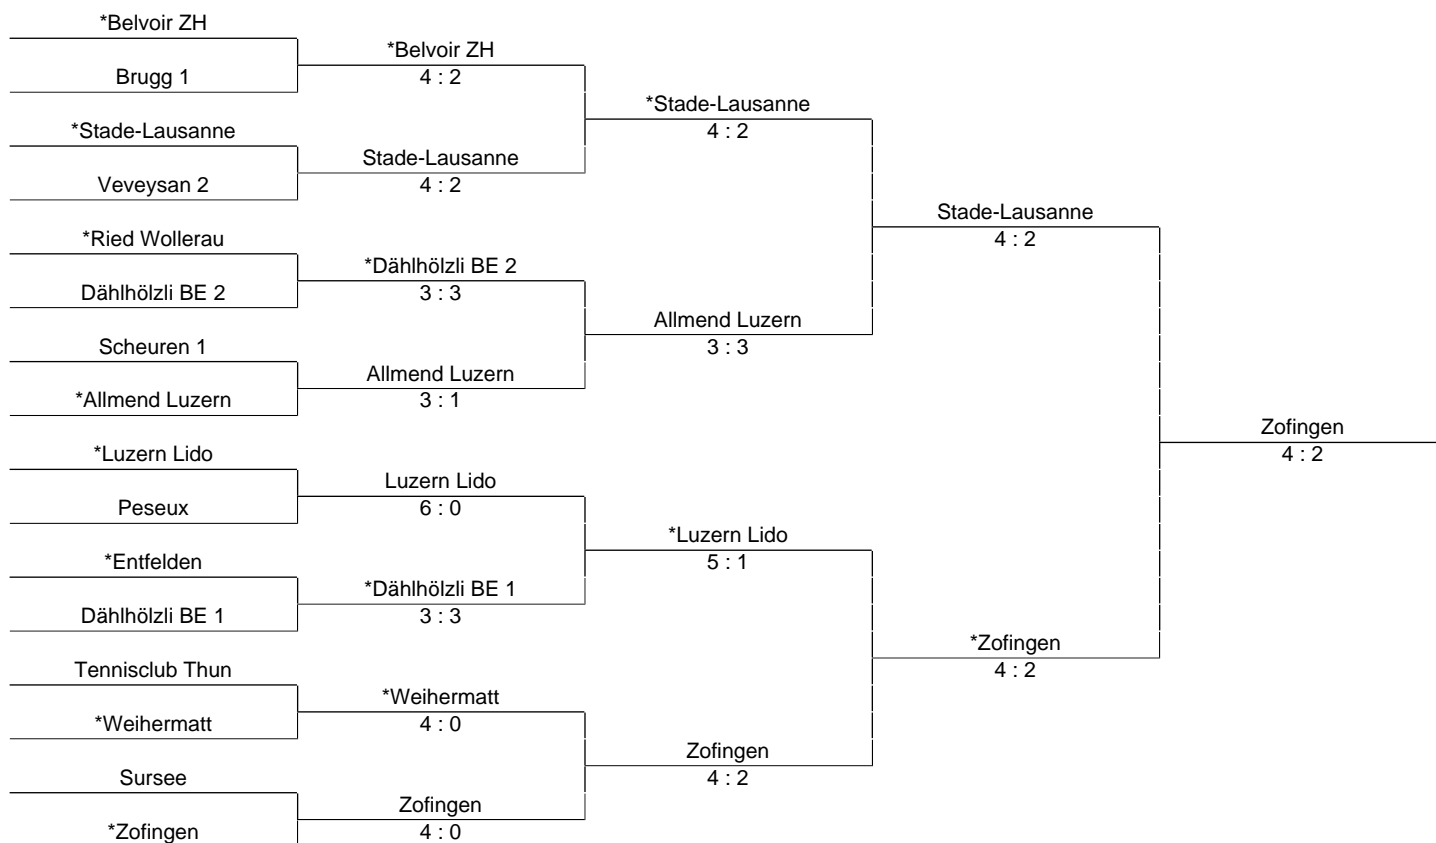 *Belvoir ZH
Brugg 1
*Stade-Lausanne
Veveysan 2
*Ried Wollerau
Dählhölzli BE 2
Scheuren 1
*Allmend Luzern
*Luzern Lido
Peseux
*Entfelden
Dählhölzli BE 1
Tennisclub Thun
*Weihermatt
Sursee
*Zofingen
*Belvoir ZH
4 : 2
Stade-Lausanne
4 : 2
*Dählhölzli BE 2
3 : 3
Allmend Luzern
3 : 1
Luzern Lido
6 : 0
*Dählhölzli BE 1
3 : 3
*Weihermatt
4 : 0
Zofingen
4 : 0
*Stade-Lausanne
4 : 2
Allmend Luzern
3 : 3
*Luzern Lido
5 : 1
Zofingen
4 : 2
Stade-Lausanne
4 : 2
*Zofingen
4 : 2
Zofingen
4 : 2